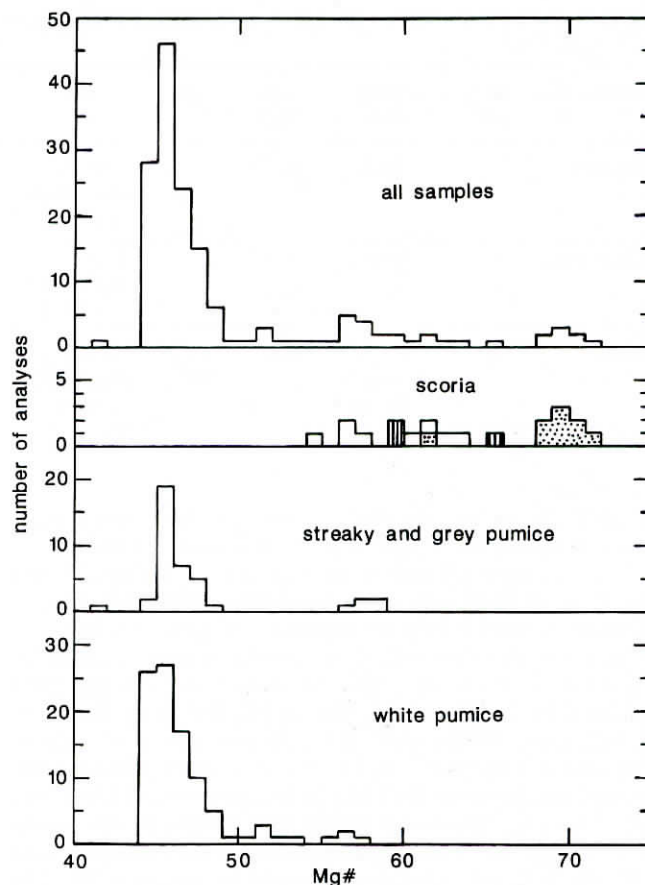 50
40
30
20
10
0
all samples
5
0
scoria
20
10
0
streaky and grey pumice
30
20
10
0
white pumice
number of analyses
40 50 60 70
Mg#